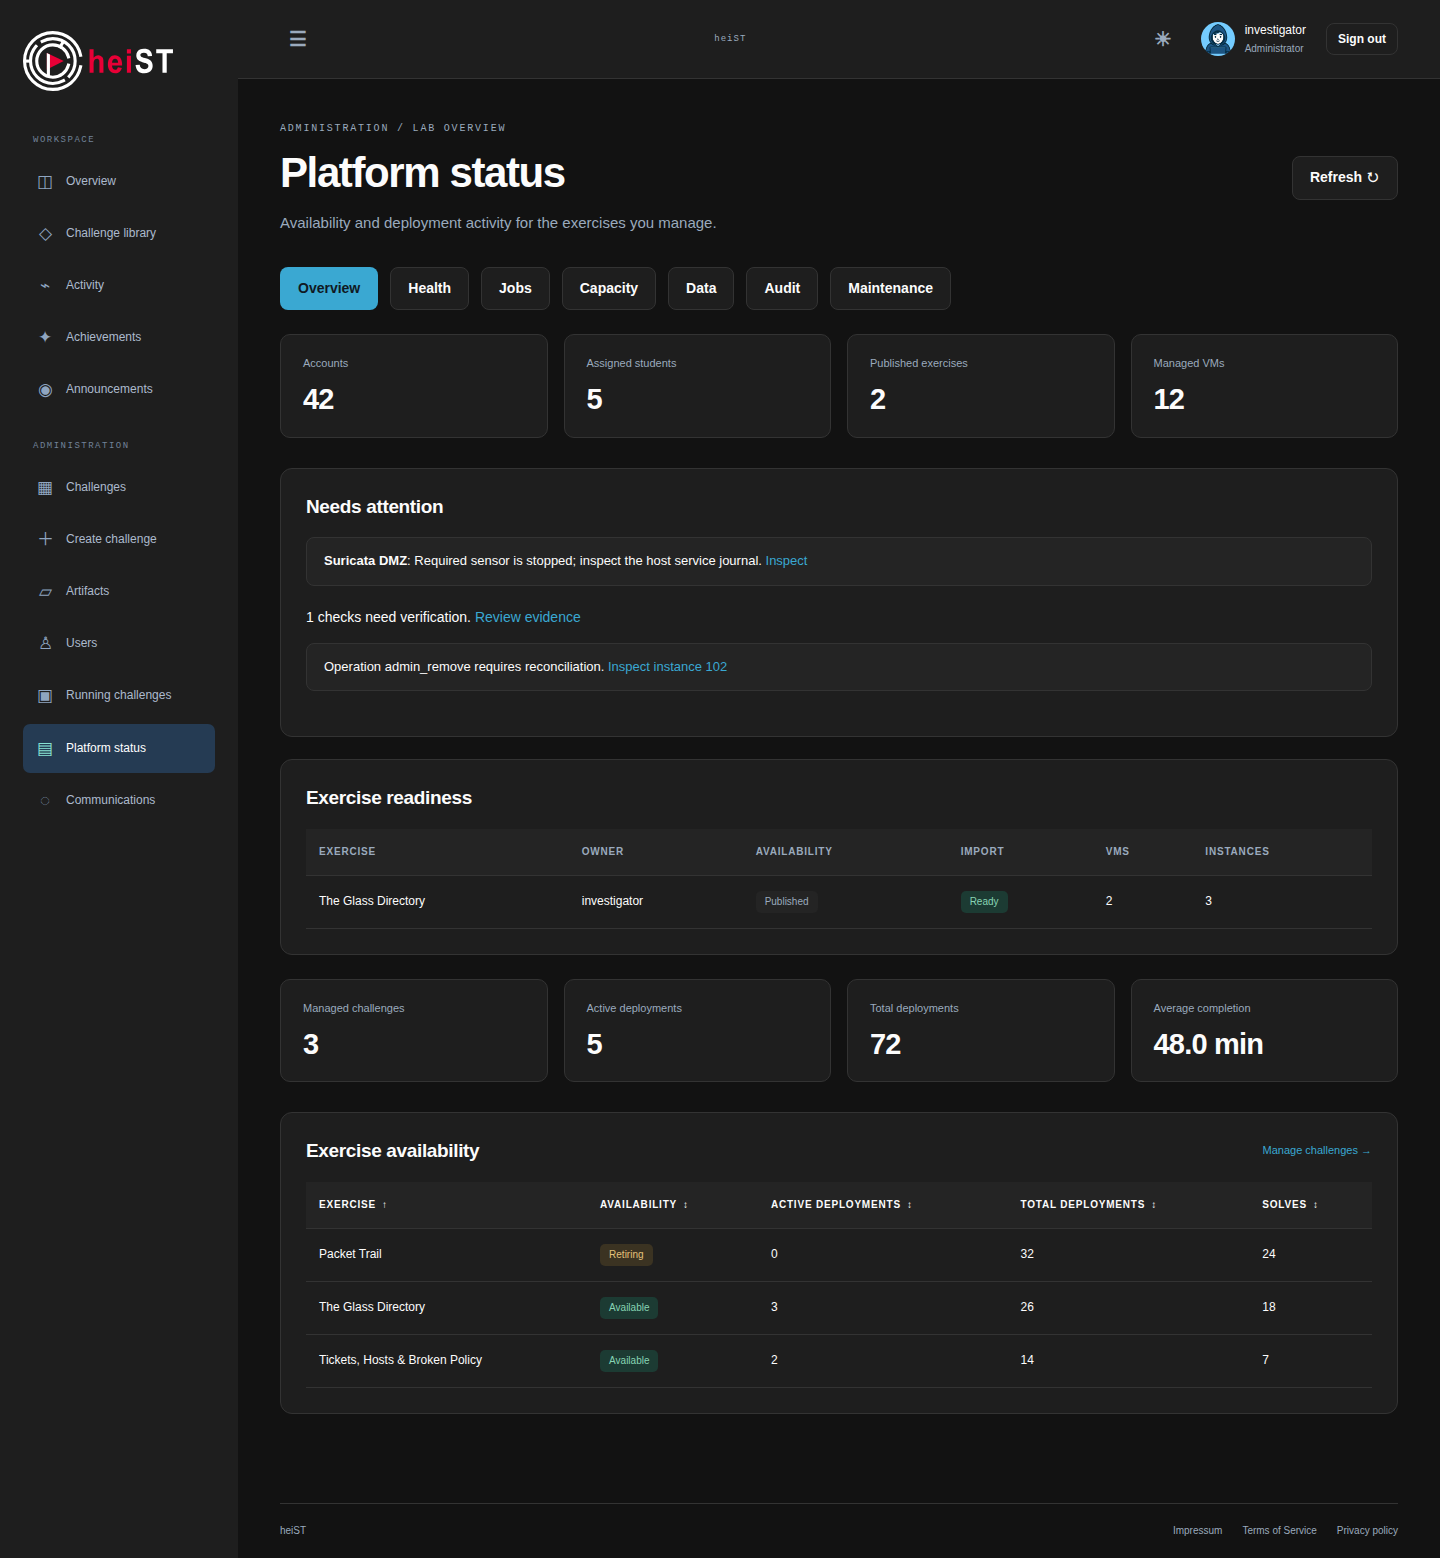 heiST
WORKSPACE
Overview
Challenge library
Activity
Achievements
Announcements
ADMINISTRATION
Challenges
Create challenge
Artifacts
Users
Running challenges
Platform status
Communications
heiST
investigator
Administrator
Sign out
ADMINISTRATION / LAB OVERVIEW
Platform status
Refresh ↻
Availability and deployment activity for the exercises you manage.
Overview Health Jobs Capacity Data Audit Maintenance
Accounts Assigned students Published exercises Managed VMs
42 5 2 12
Needs attention
Suricata DMZ: Required sensor is stopped; inspect the host service journal. Inspect
1 checks need verification. Review evidence
Operation admin_remove requires reconciliation. Inspect instance 102
Exercise readiness
EXERCISE OWNER AVAILABILITY IMPORT VMS INSTANCES
The Glass Directory investigator Published Ready 2 3
Managed challenges Active deployments Total deployments Average completion
3 5 72 48.0 min
Exercise availability Manage challenges →
EXERCISE ↑ AVAILABILITY ↕ ACTIVE DEPLOYMENTS ↕ TOTAL DEPLOYMENTS ↕ SOLVES ↕
Packet Trail Retiring 0 32 24
The Glass Directory Available 3 26 18
Tickets, Hosts & Broken Policy Available 2 14 7
heiST Impressum Terms of Service Privacy policy